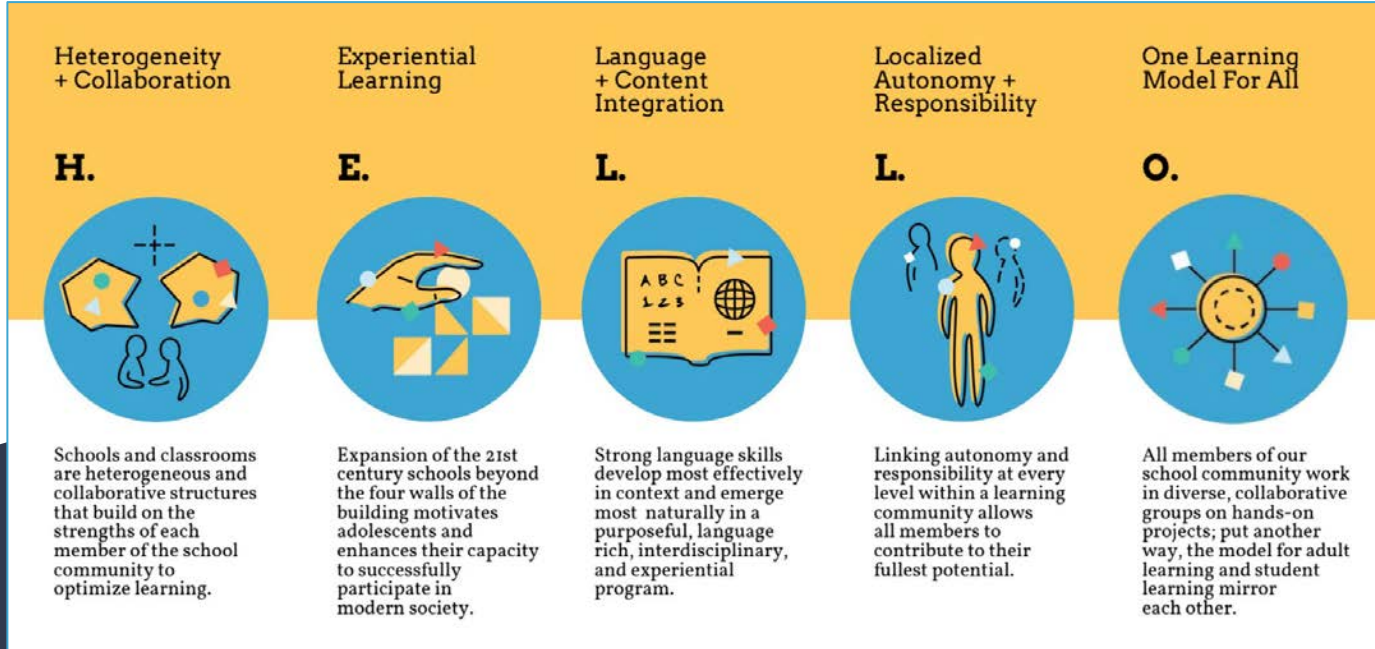 Heterogeneity
+ Collaboration
H.
Schools and classrooms
are heterogeneous and
collaborative structures
that build on the
strengths of each
member of the school
community to
optimize learning.
Experiential
Learning
E.
Expansion of the 21st
century schools beyond
the four walls of the
building motivates
adolescents and
enhances their capacity
to successfully
participate in
modern society.
Language
+ Content
Integration
L.
A B C
1 2 3
Strong language skills
develop most effectively
in context and emerge
most naturally in a
purposeful, language
rich, interdisciplinary,
and experiential
program.
Localized
Autonomy +
Responsibility
L.
Linking autonomy and
responsibility at every
level within a learning
community allows
all members to
contribute to their
fullest potential.
One Learning
Model For All
O.
All members of our
school community work
in diverse, collaborative
groups on hands-on
projects; put another
way, the model for adult
learning and student
learning mirror
each other.